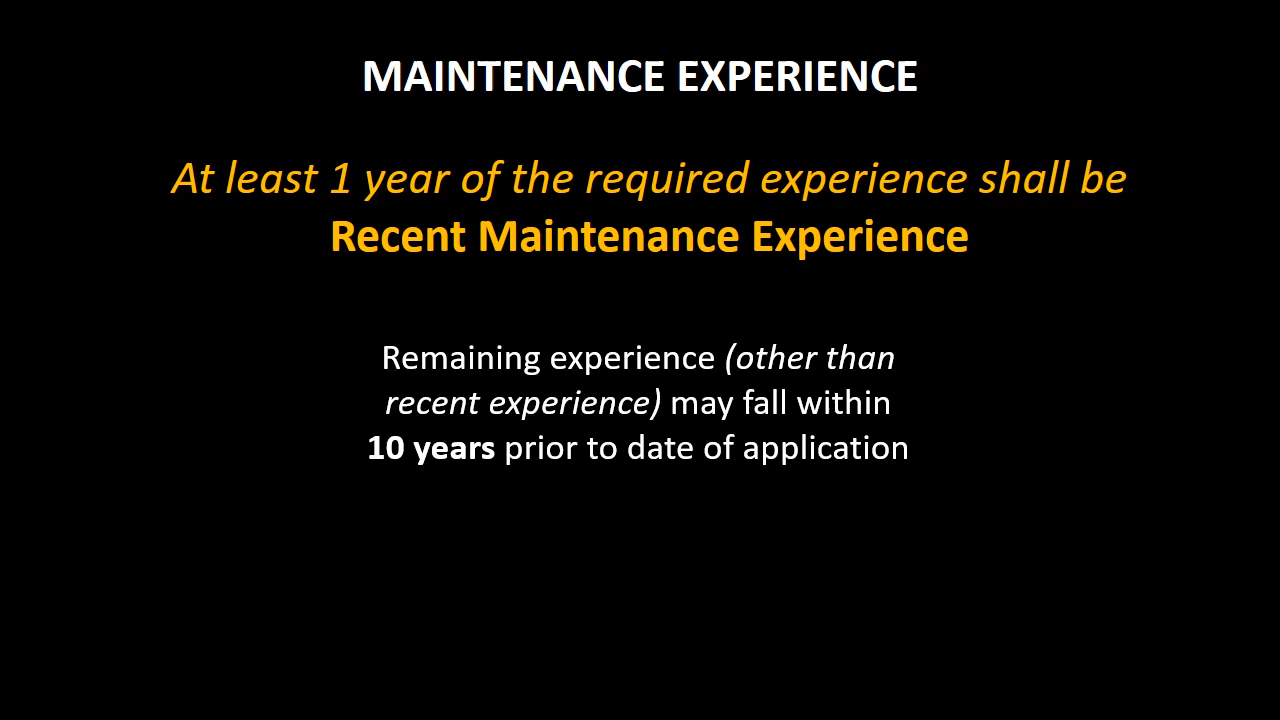 MAINTENANCE EXPERIENCE
At least 1 year of the required experience shall be
Recent Maintenance Experience
Remaining experience (other than
recent experience) may fall within
10 years prior to date of application